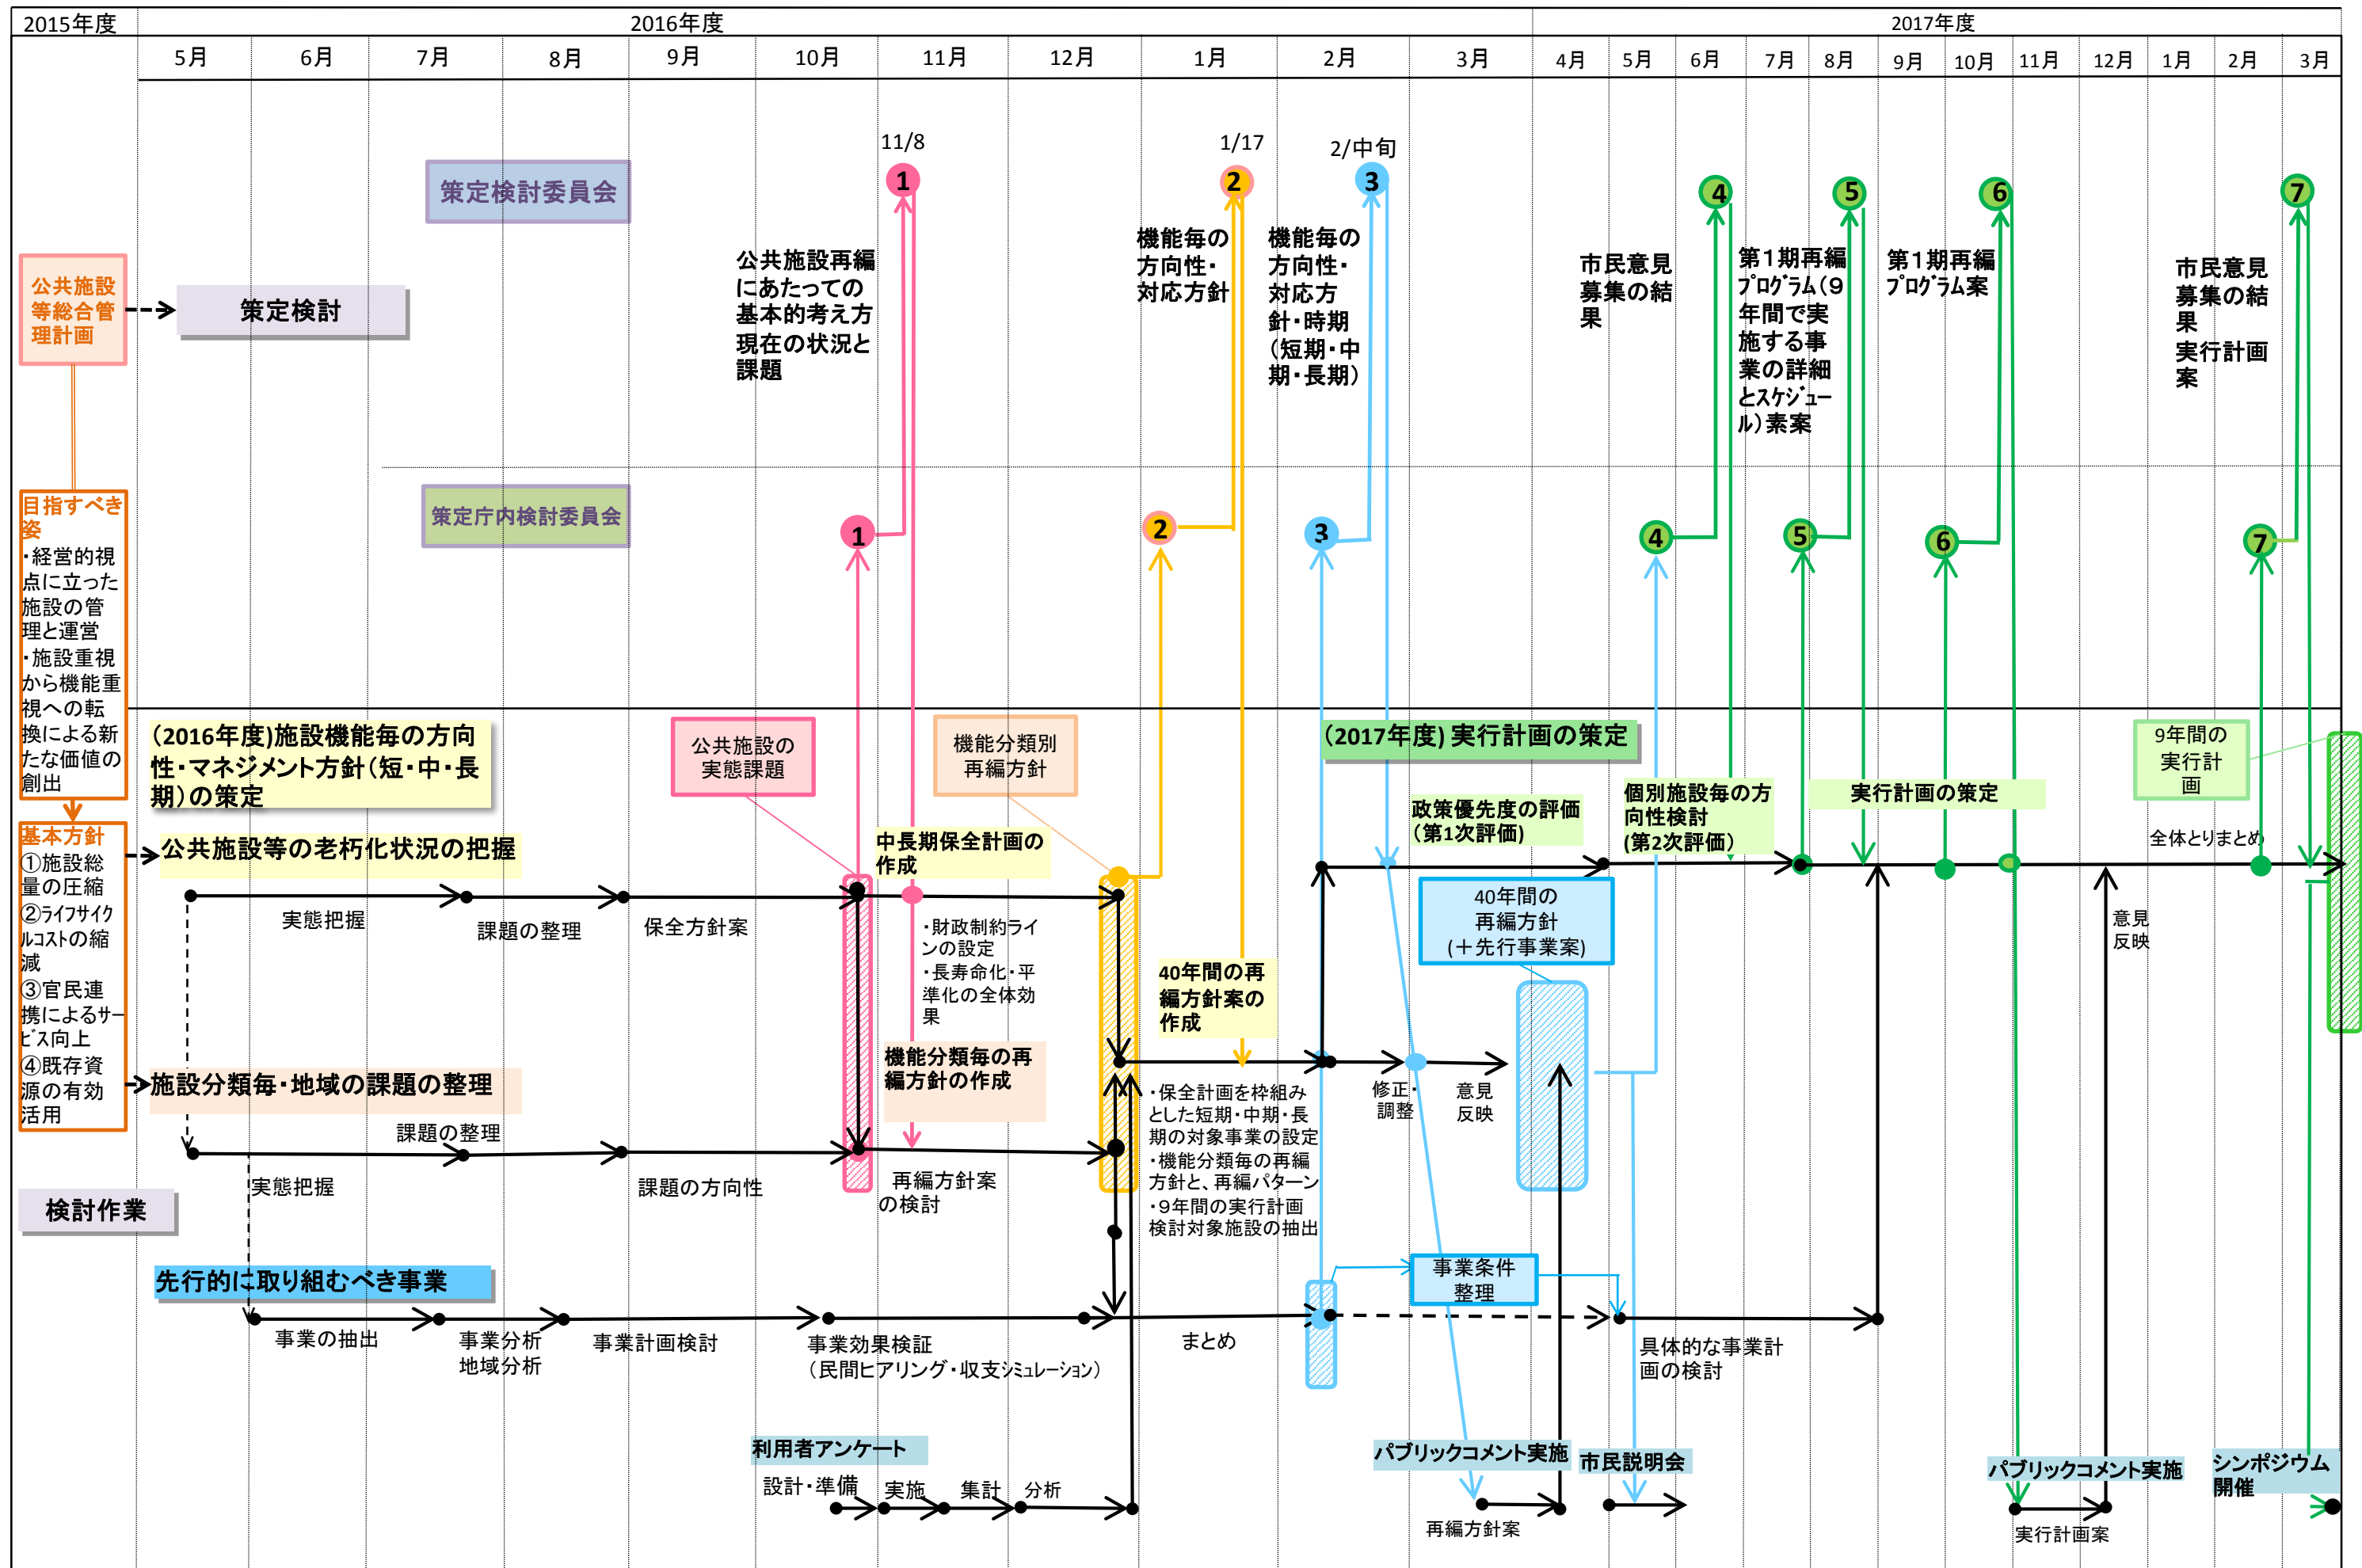 2015年度
2016年度
2017年度
5月
6月
7月
8月
9月
10月
11月
12月
1月
2月
3月
4月
5月
6月
7月
8月
9月
10月
11月
12月
1月
2月
3月
11/8
1/17
2/中旬
策定検討委員会
1
2
3
4
5
6
7
公共施設
等総合管
理計画
策定検討
公共施設再編
にあたっての
基本的考え方
現在の状況と
課題
機能毎の
方向性・
対応方針
機能毎の
方向性・
対応方
針・時期
（短期・中
期・長期）
市民意見
募集の結
果
第１期再編
ﾌﾟﾛｸﾞﾗﾑ（９
年間で実
施する事
業の詳細
とｽｹｼﾞｭｰ
ﾙ）素案
第１期再編
ﾌﾟﾛｸﾞﾗﾑ案
市民意見
募集の結
果
実行計画
案
策定庁内検討委員会
1
2
3
4
5
6
7
目指すべき
姿
・経営的視
点に立った
施設の管
理と運営
・施設重視
から機能重
視への転
換による新
たな価値の
創出
基本方針
①施設総
量の圧縮
②ﾗｲﾌｻｲｸ
ﾙｺｽﾄの縮
減
③官民連
携によるｻｰ
ﾋﾞｽ向上
④既存資
源の有効
活用
（2016年度)施設機能毎の方向
性・マネジメント方針（短・中・長
期）の策定
公共施設の
実態課題
機能分類別
再編方針
（2017年度) 実行計画の策定
9年間の
実行計
画
公共施設等の老朽化状況の把握
中長期保全計画の
作成
政策優先度の評価
（第1次評価)
個別施設毎の方
向性検討
(第2次評価）
実行計画の策定
全体とりまとめ
実態把握
課題の整理
保全方針案
・財政制約ライ
ンの設定
・長寿命化・平
準化の全体効
果
40年間の再
編方針案の
作成
40年間の
再編方針
(＋先行事業案)
意見
反映
施設分類毎・地域の課題の整理
機能分類毎の再
編方針の作成
・保全計画を枠組み
とした短期・中期・長
期の対象事業の設定
・機能分類毎の再編
方針と、再編パターン
・９年間の実行計画
検討対象施設の抽出
修正・
調整
意見
反映
課題の整理
実態把握
課題の方向性
再編方針案
の検討
検討作業
先行的に取り組むべき事業
事業条件
整理
事業の抽出
事業分析
地域分析
事業計画検討
事業効果検証
（民間ヒアリング・収支ｼﾐｭﾚｰｼｮﾝ）
まとめ
具体的な事業計
画の検討
利用者アンケート
設計・準備
実施
集計
分析
パブリックコメント実施
再編方針案
市民説明会
パブリックコメント実施
実行計画案
シンポジウム
開催